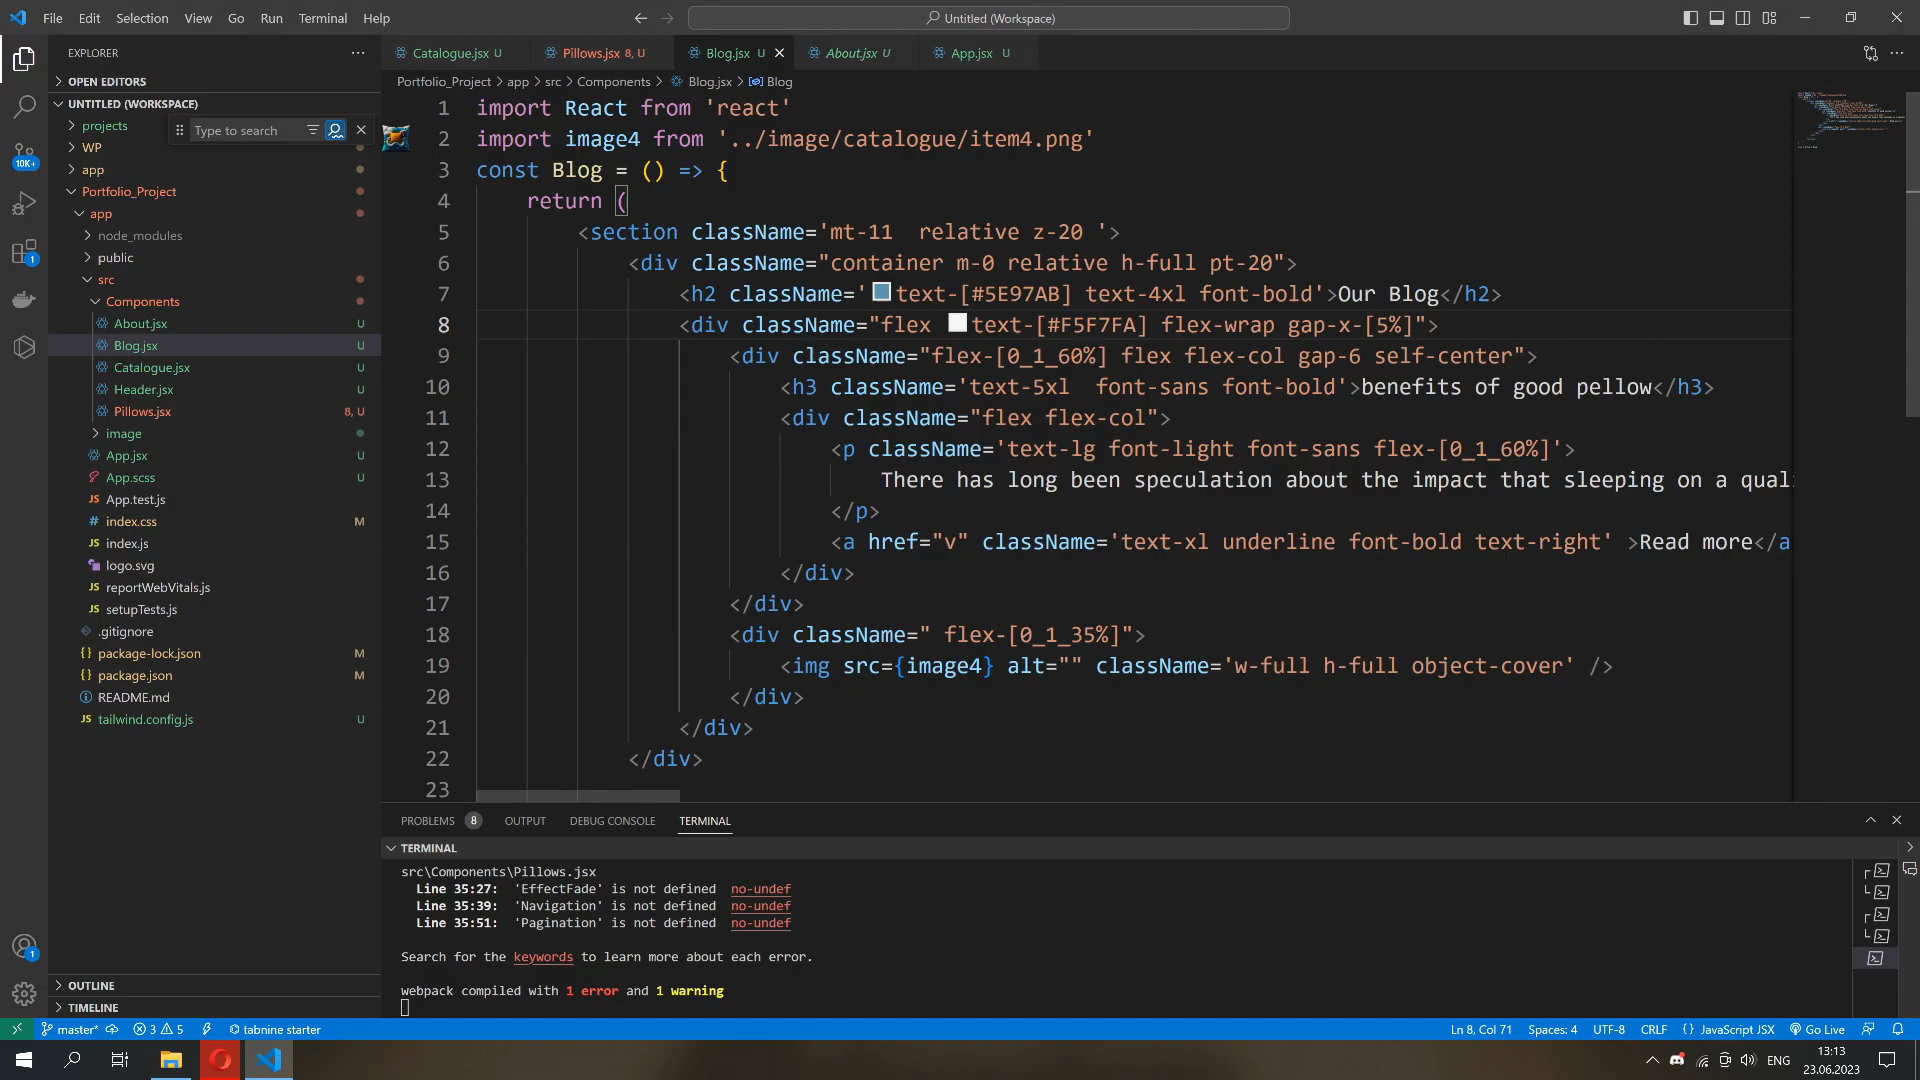 File Edit Selection View Go Run Terminal Help
Untitled (Workspace)
EXPLORER
Catalogue.jsx U
Pillows.jsx 8, U
Blog.jsx U
About.jsx U
App.jsx U
OPEN EDITORS
UNTITLED (WORKSPACE)
projects
Type to search
WP
app
Portfolio_Project
app
node_modules
public
src
Components
About.jsx U
Blog.jsx U
Catalogue.jsx U
Header.jsx U
Pillows.jsx 8, U
image
App.jsx U
App.scss U
JS App.test.js
# index.css M
JS index.js
logo.svg
JS reportWebVitals.js
JS setupTests.js
.gitignore
{} package-lock.json M
{} package.json M
README.md
JS tailwind.config.js U
OUTLINE
TIMELINE
10K+
1
1
Portfolio_Project > app > src > Components > Blog.jsx > Blog
1 import React from 'react'
2 import image4 from '../image/catalogue/item4.png'
3 const Blog = () => {
4 return (
5 <section className='mt-11  relative z-20 '>
6 <div className="container m-0 relative h-full pt-20">
7 <h2 className='text-[#5E97AB] text-4xl font-bold'>Our Blog</h2>
8 <div className="flex text-[#F5F7FA] flex-wrap gap-x-[5%]">
9 <div className="flex-[0_1_60%] flex flex-col gap-6 self-center">
10 <h3 className='text-5xl  font-sans font-bold'>benefits of good pellow</h3>
11 <div className="flex flex-col">
12 <p className='text-lg font-light font-sans flex-[0_1_60%]'>
13 There has long been speculation about the impact that sleeping on a quali
14 </p>
15 <a href="v" className='text-xl underline font-bold text-right' >Read more</a
16 </div>
17 </div>
18 <div className=" flex-[0_1_35%]">
19 <img src={image4} alt="" className='w-full h-full object-cover' />
20 </div>
21 </div>
22 </div>
23
PROBLEMS 8 OUTPUT DEBUG CONSOLE TERMINAL
TERMINAL
src\Components\Pillows.jsx
Line 35:27:  'EffectFade' is not defined  no-undef
Line 35:39:  'Navigation' is not defined  no-undef
Line 35:51:  'Pagination' is not defined  no-undef
Search for the keywords to learn more about each error.
webpack compiled with 1 error and 1 warning
master* 3 5 tabnine starter
Ln 8, Col 71 Spaces: 4 UTF-8 CRLF {} JavaScript JSX Go Live
ENG
13:13
23.06.2023